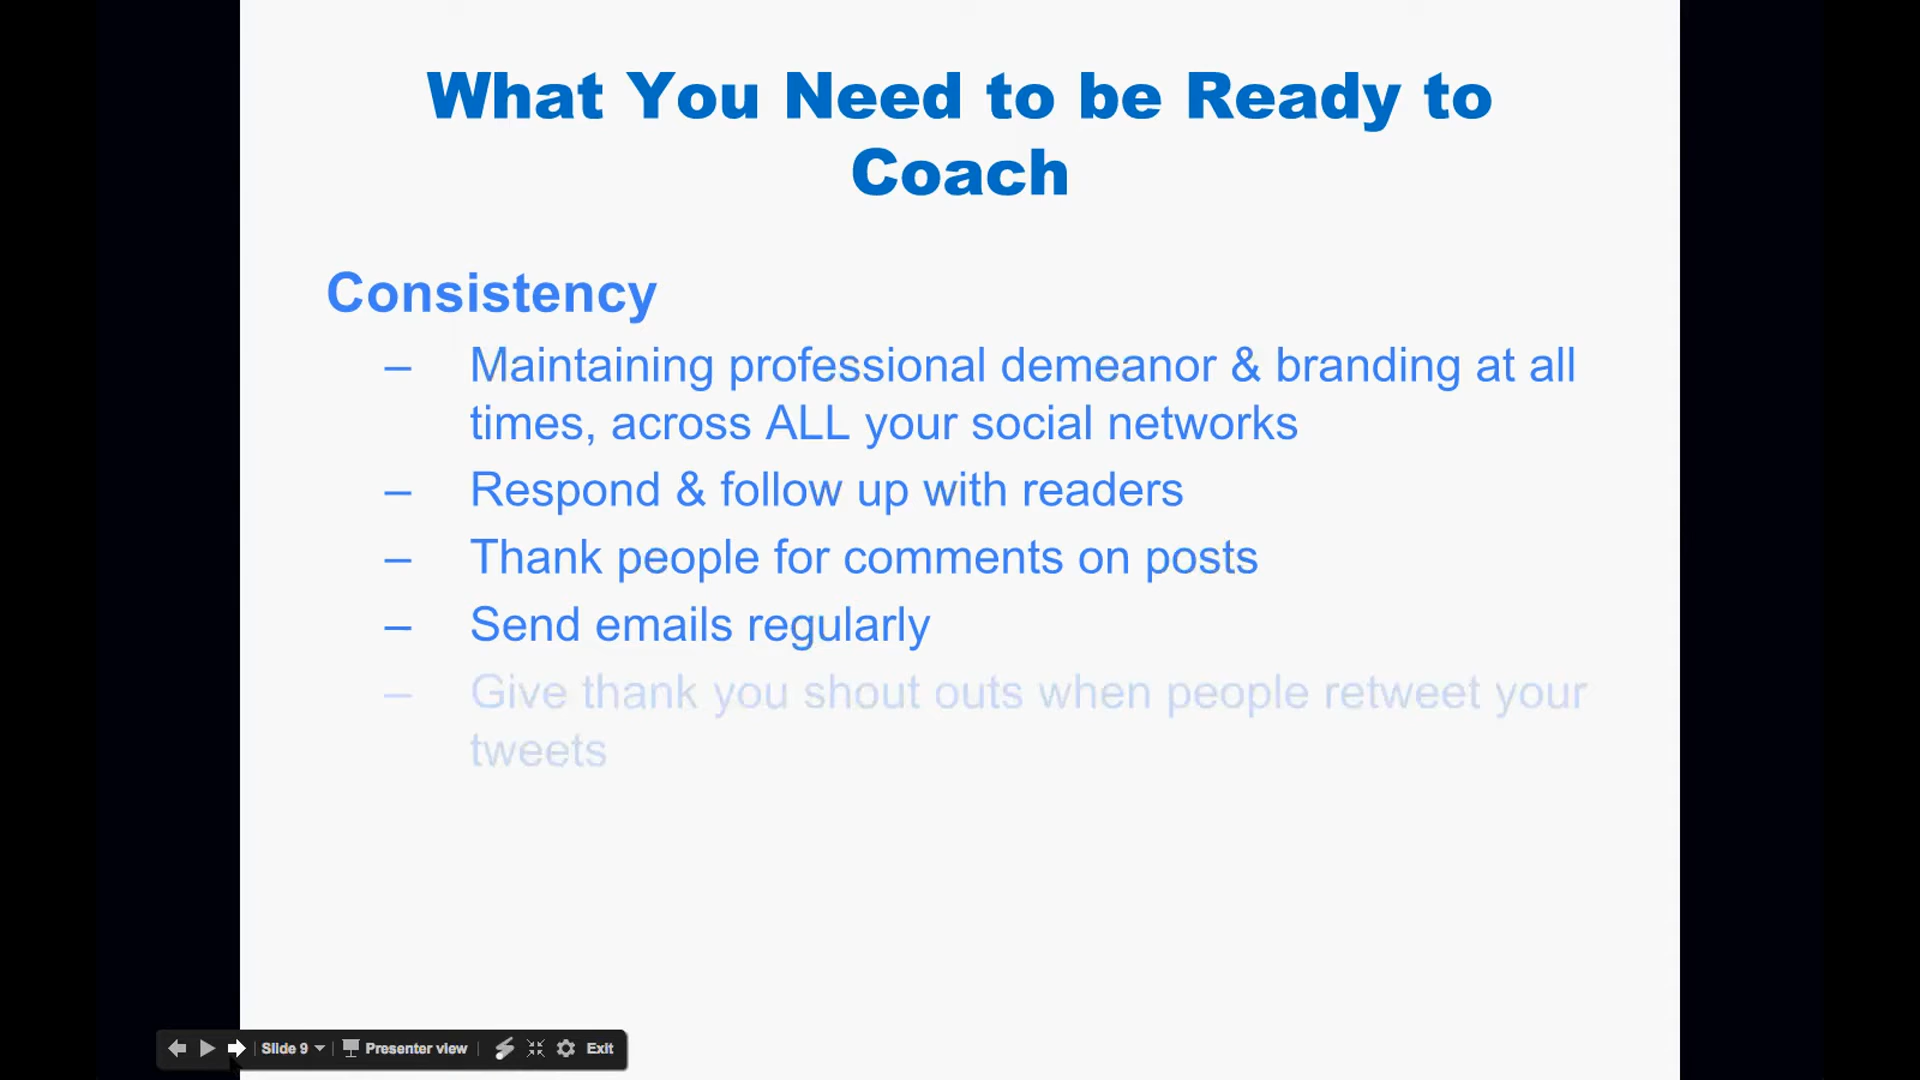 What You Need to be Ready to
Coach
Consistency
– Maintaining professional demeanor & branding at all
times, across ALL your social networks
– Respond & follow up with readers
– Thank people for comments on posts
– Send emails regularly
– Give thank you shout outs when people retweet your
tweets
Slide 9 Presenter view Exit